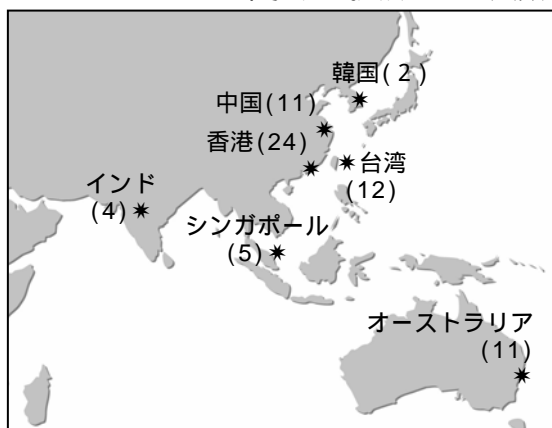 韓国(2)
中国(11)
香港(24)
台湾
(12)
インド
(4)
シンガポール
(5)
オーストラリア
(11)